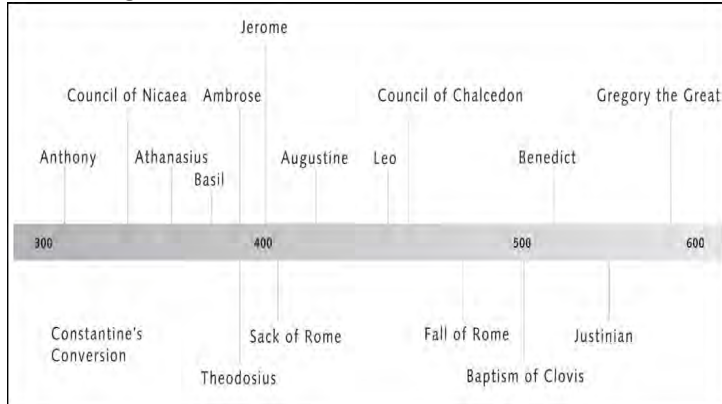 Jerome
Council of Nicaea Ambrose Council of Chalcedon Gregory the Great
Anthony Athanasius Augustine Leo Benedict
Basil
300 400 500 600
Constantine's
Conversion
Sack of Rome Fall of Rome Justinian
Theodosius Baptism of Clovis